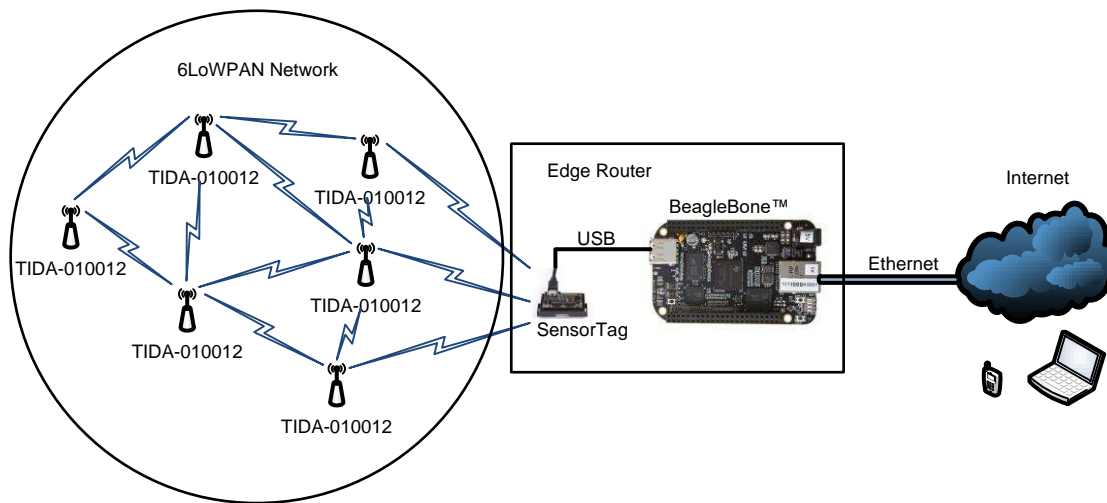 6LoWPAN Network
TIDA-010012
TIDA-010012
TIDA-010012
TIDA-010012
TIDA-010012
TIDA-010012
Edge Router
BeagleBone™
USB
SensorTag
Ethernet
Internet